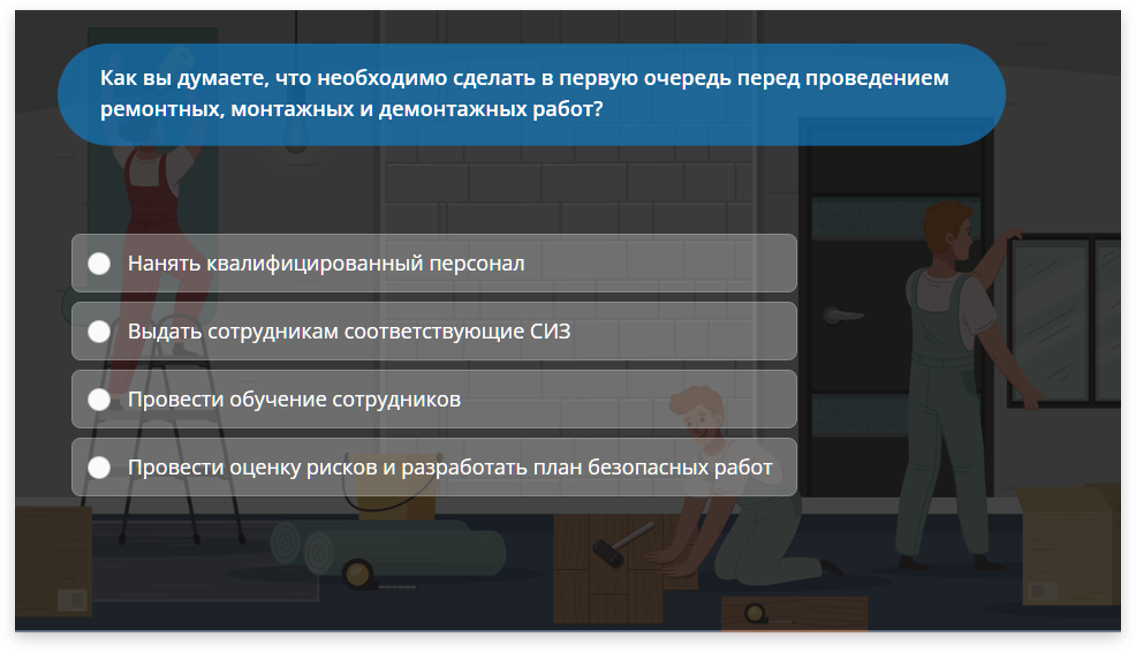 Как вы думаете, что необходимо сделать в первую очередь перед проведением
ремонтных, монтажных и демонтажных работ?
Нанять квалифицированный персонал
Выдать сотрудникам соответствующие СИЗ
Провести обучение сотрудников
Провести оценку рисков и разработать план безопасных работ